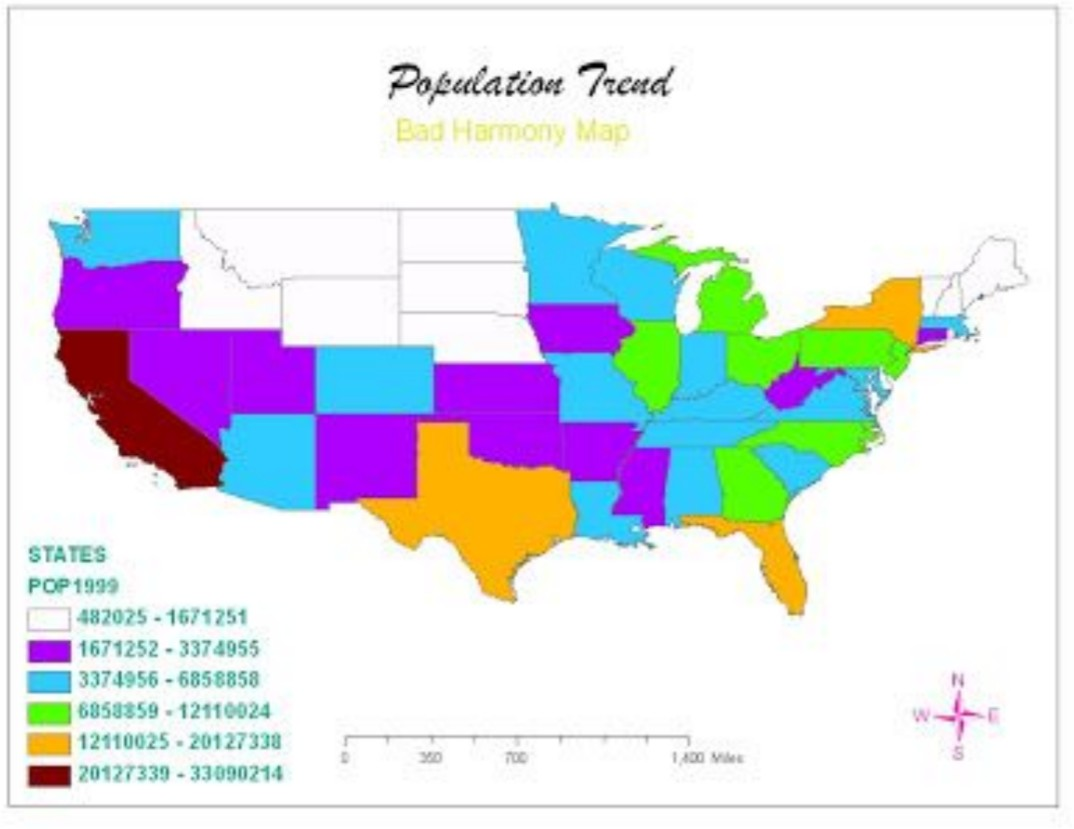 Population Trend
Bad Harmony Map
STATES
POP1999
482025 - 1671251
1671252 - 3374955
3374956 - 6858858
6858859 - 12110024
12110025 - 20127338
20127339 - 33090214
0 350 700 1,400 Miles
N
W E
S